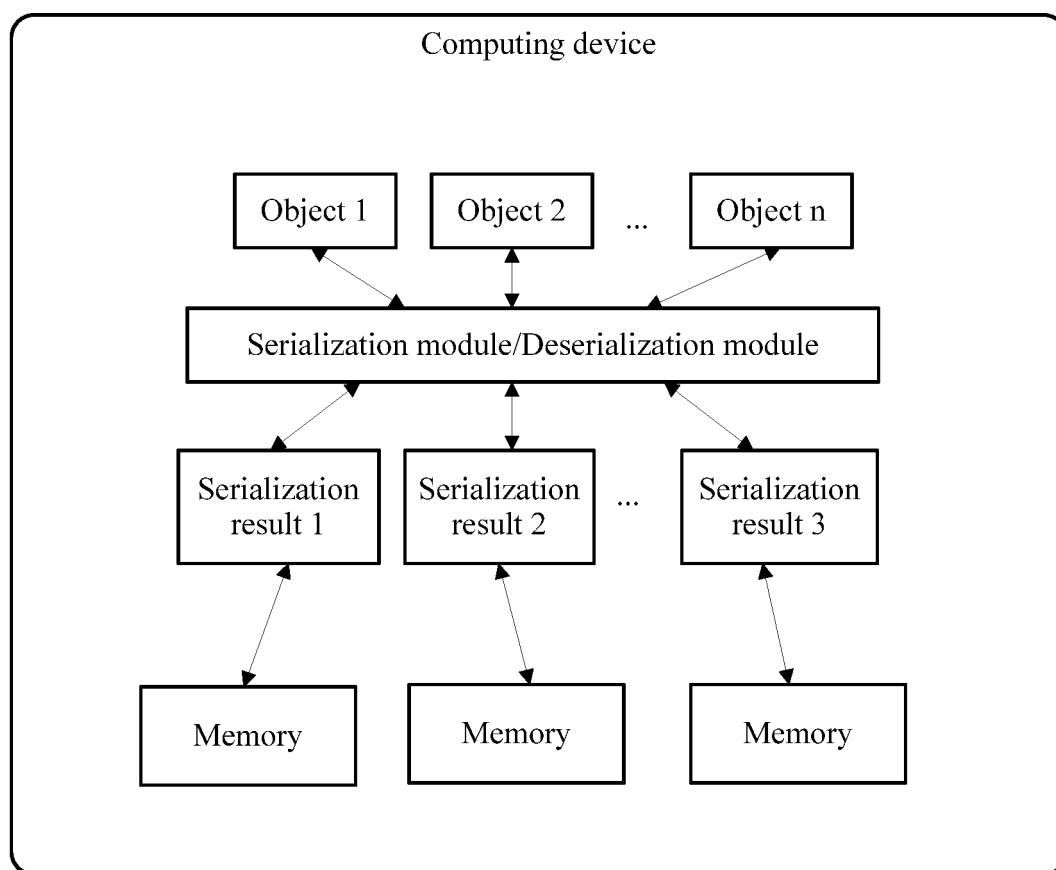 Computing device
Object 1
Object 2
...
Object n
Serialization module/Deserialization module
Serialization
result 1
Serialization
result 2
...
Serialization
result 3
Memory
Memory
Memory